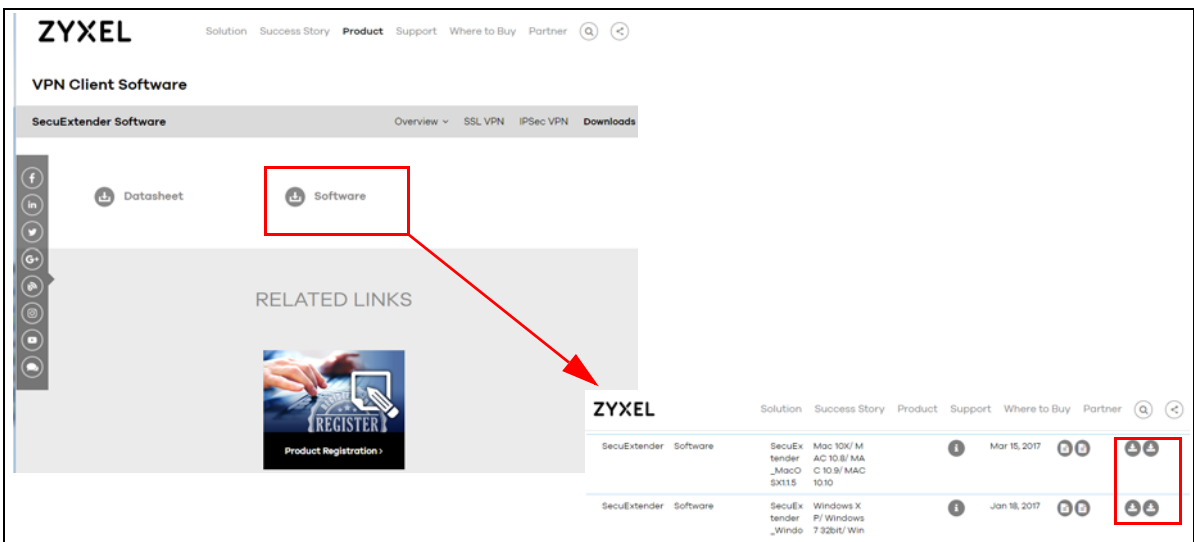 ZYXEL
Solution Success Story Product Support Where to Buy Partner
VPN Client Software
SecuExtender Software
Overview SSL VPN IPSec VPN Downloads
Datasheet
Software
RELATED LINKS
REGISTER
Product Registration >
ZYXEL
Solution Success Story Product Support Where to Buy Partner
SecuExtender Software SecuEx Mac 10X/ M Mar 15, 2017
tender AC 10.8/ MA
_MacO C 10.9/ MAC
SX1.1.5 10.10
SecuExtender Software SecuEx Windows X Jan 18, 2017
tender P/ Windows
_Windo 7 32bit/ Win